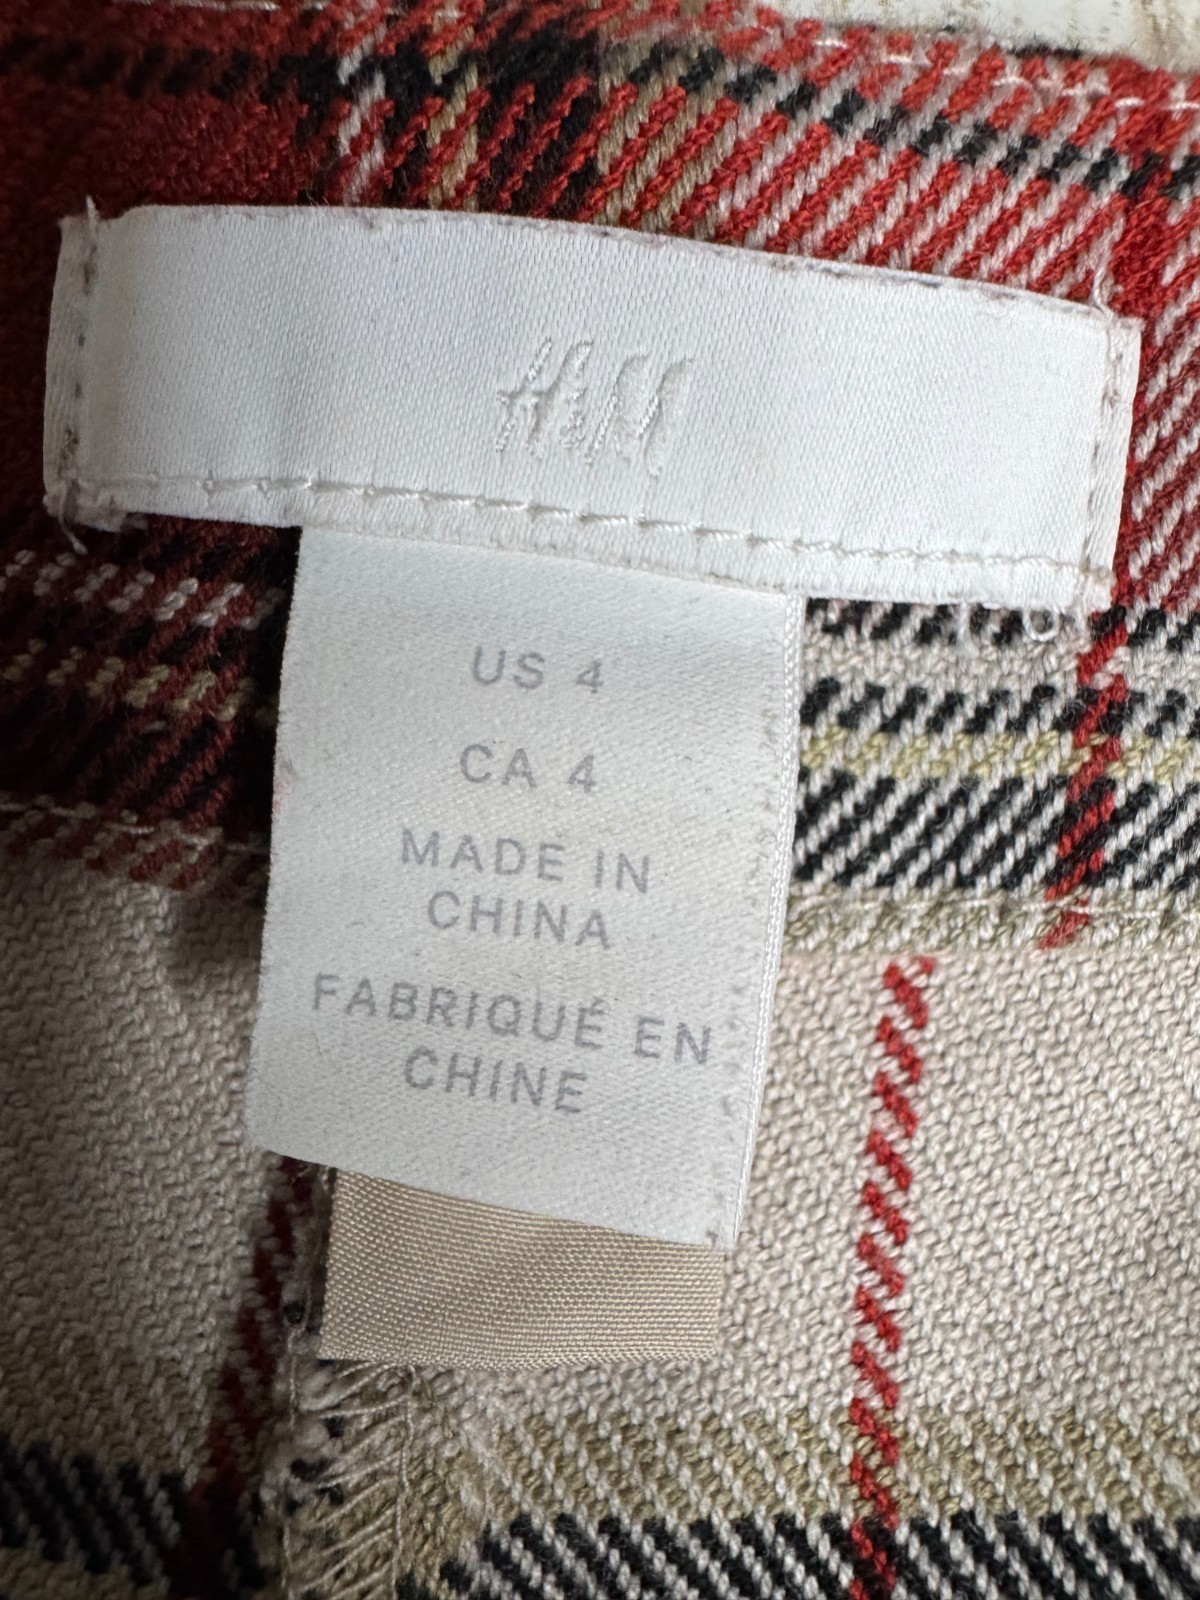 H&M
US 4
CA 4
MADE IN
CHINA
FABRIQUÉ EN
CHINE